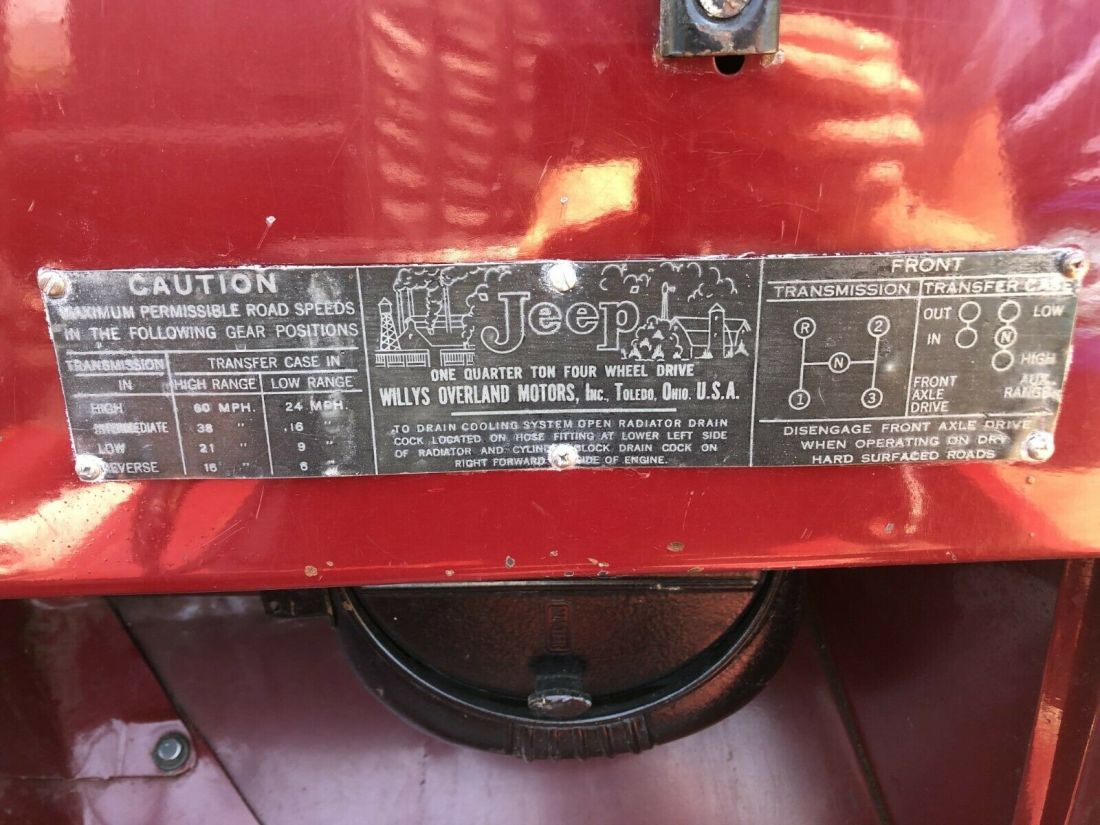 CAUTION
MAXIMUM PERMISSIBLE ROAD SPEEDS
IN THE FOLLOWING GEAR POSITIONS
TRANSMISSION TRANSFER CASE IN
IN HIGH RANGE LOW RANGE
HIGH 60 MPH. 24 MPH.
INTERMEDIATE 38 " 16 "
LOW 21 " 9 "
REVERSE 15 " 6 "
"Jeep"
ONE QUARTER TON FOUR WHEEL DRIVE
WILLYS OVERLAND MOTORS, INC., TOLEDO, OHIO. U.S.A.
TO DRAIN COOLING SYSTEM OPEN RADIATOR DRAIN
COCK LOCATED ON HOSE FITTING AT LOWER LEFT SIDE
OF RADIATOR AND CYLINDER BLOCK DRAIN COCK ON
RIGHT FORWARD SIDE OF ENGINE.
FRONT
TRANSMISSION TRANSFER CASE
R 2
N
1 3
OUT LOW
IN N
HIGH
FRONT AXLE DRIVE
AUX. RANGE
DISENGAGE FRONT AXLE DRIVE
WHEN OPERATING ON DRY
HARD SURFACED ROADS